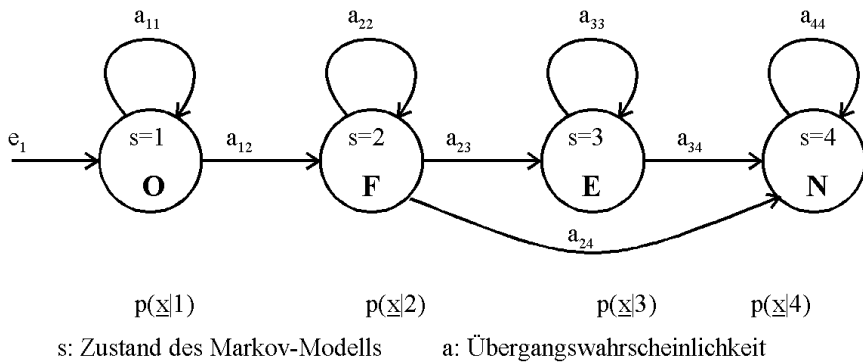 a11 a22 a33 a44
e1 s=1 a12 s=2 a23 s=3 a34 s=4
O F E N
a24
p(x|1) p(x|2) p(x|3) p(x|4)
s: Zustand des Markov-Modells a: Übergangswahrscheinlichkeit